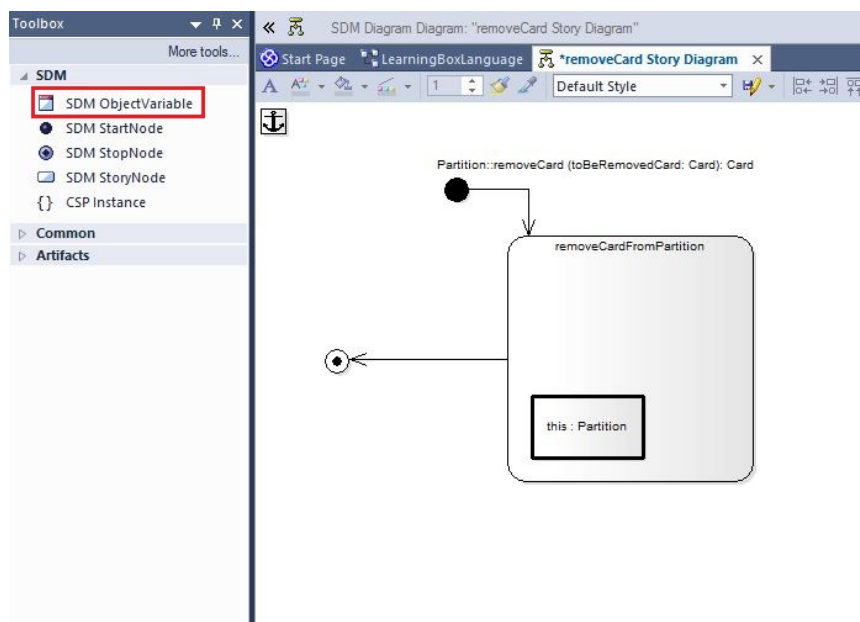 Toolbox
More tools...
SDM
SDM ObjectVariable
SDM StartNode
SDM StopNode
SDM StoryNode
{} CSP Instance
Common
Artifacts
SDM Diagram Diagram: "removeCard Story Diagram"
Start Page LearningBoxLanguage *removeCard Story Diagram
1 Default Style
Partition::removeCard (toBeRemovedCard: Card): Card
removeCardFromPartition
this : Partition